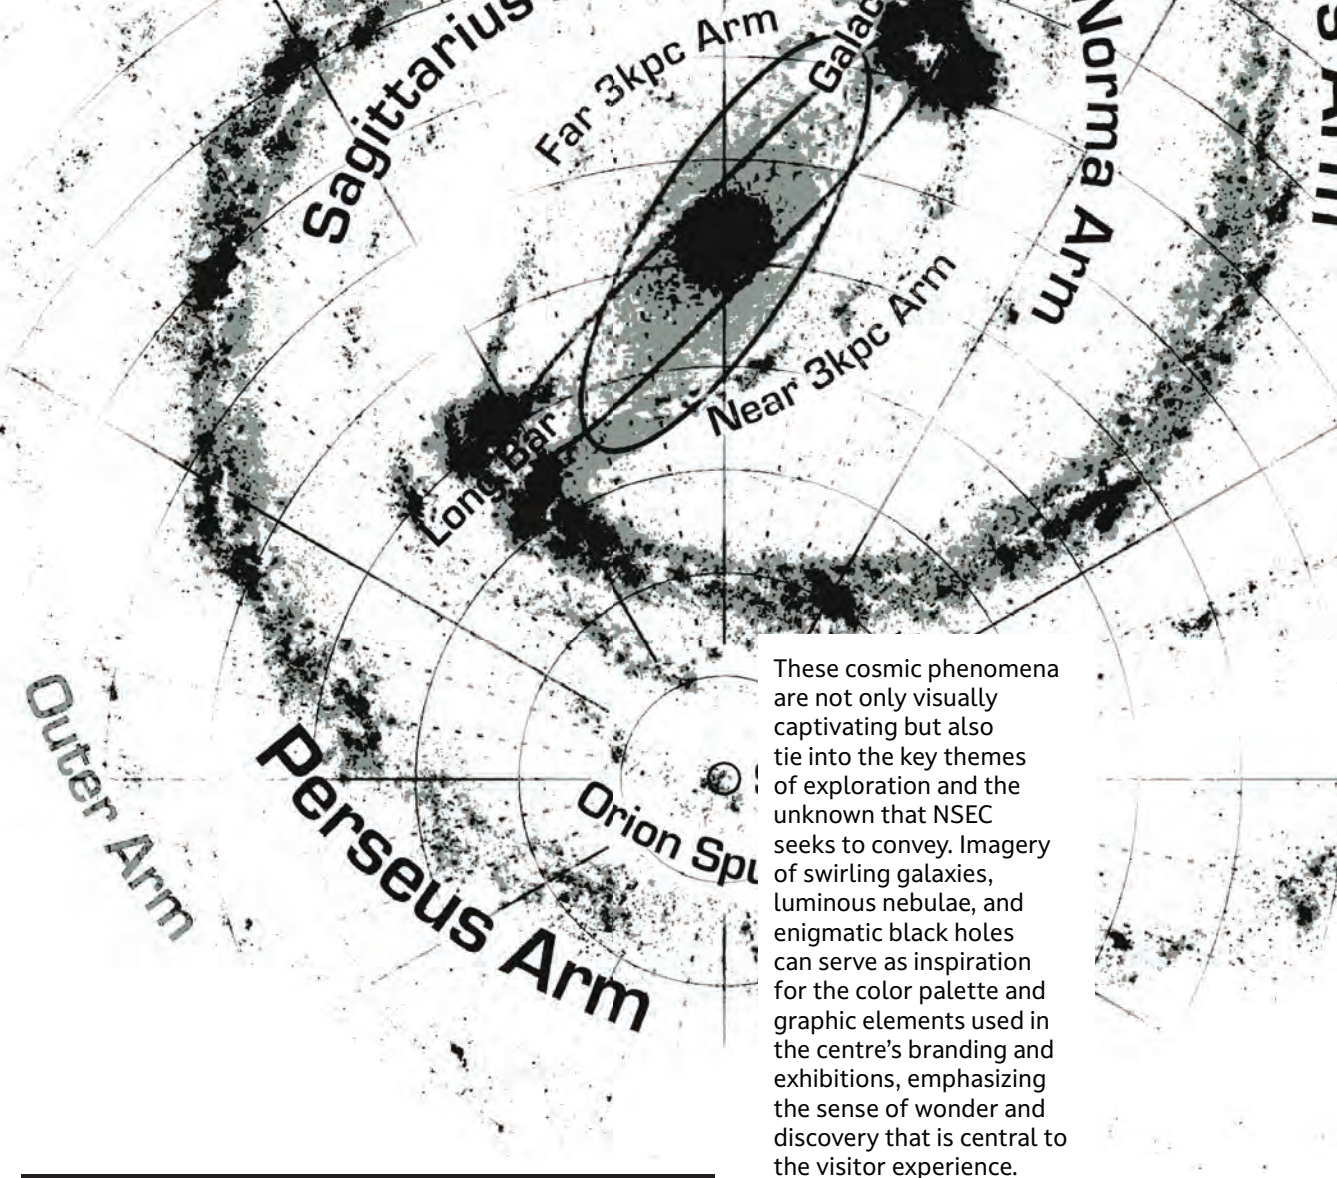 Sagittarius
Far 3kpc Arm
Galac
Norma Arm
s Arm
Near 3kpc Arm
Long Bar
Outer Arm
Perseus Arm
Orion Spu
These cosmic phenomena
are not only visually
captivating but also
tie into the key themes
of exploration and the
unknown that NSEC
seeks to convey. Imagery
of swirling galaxies,
luminous nebulae, and
enigmatic black holes
can serve as inspiration
for the color palette and
graphic elements used in
the centre’s branding and
exhibitions, emphasizing
the sense of wonder and
discovery that is central to
the visitor experience.